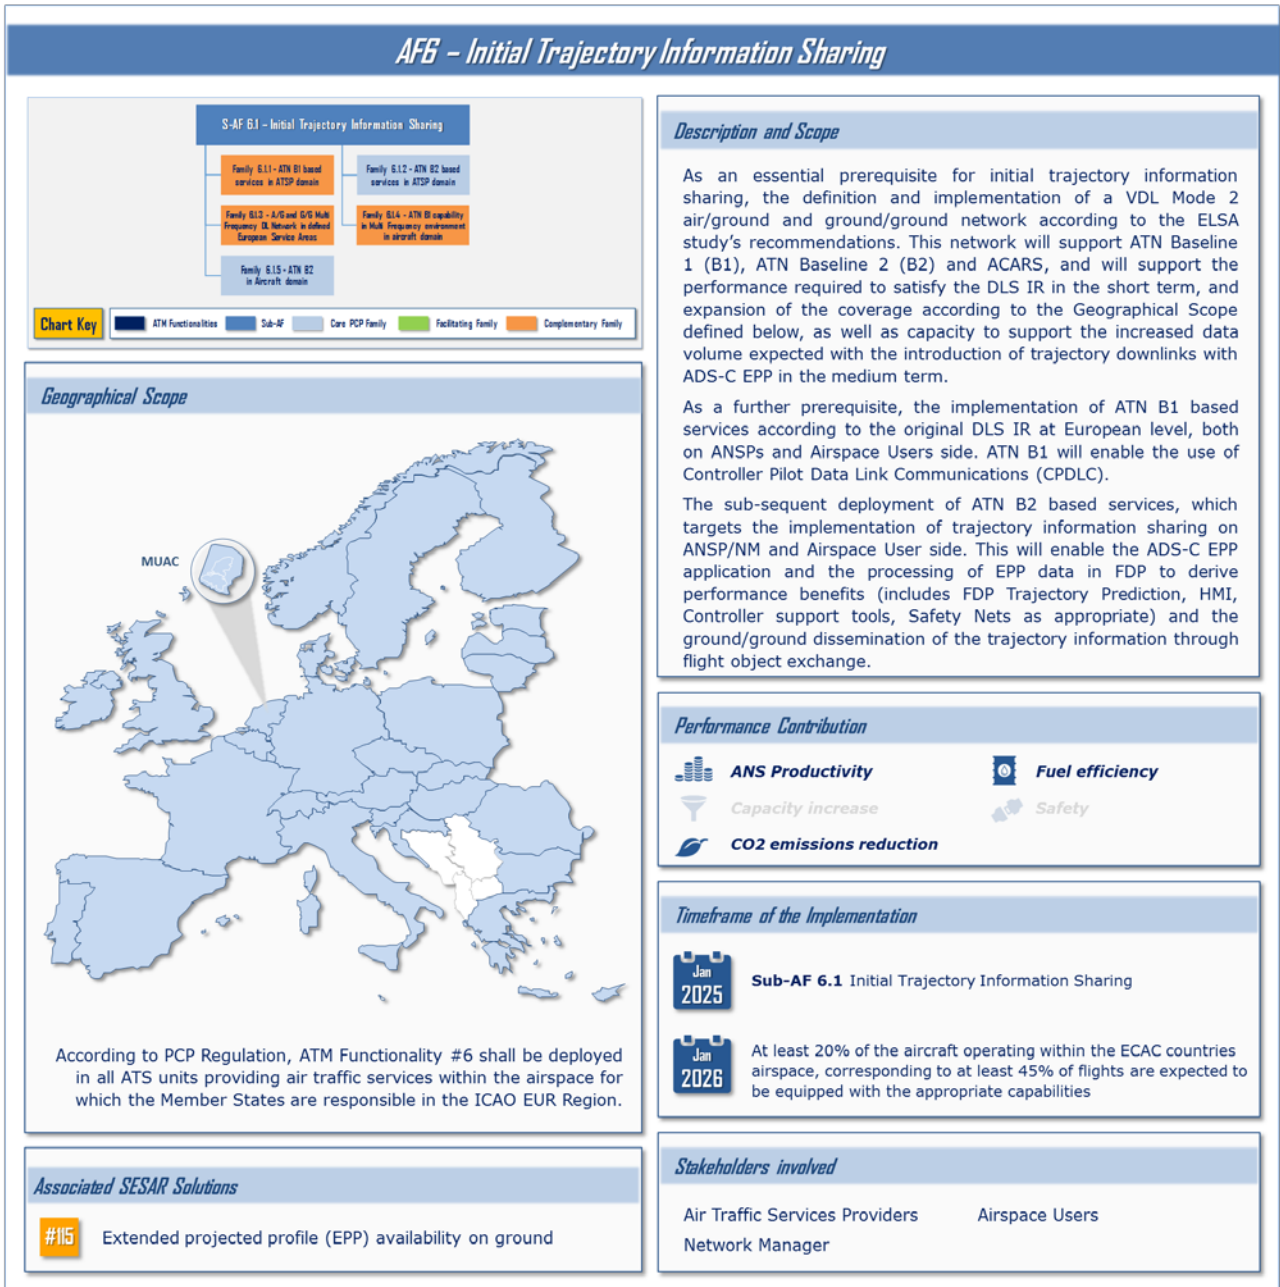 AF6 – Initial Trajectory Information Sharing
S-AF 6.1 – Initial Trajectory Information Sharing
Family 6.1.1 - ATN B1 based
services in ATSP domain
Family 6.1.2 - ATN B2 based
services in ATSP domain
Family 6.1.3 - A/G and G/G Multi
Frequency DL Network in defined
European Service Areas
Family 6.1.4 - ATN B1 capability
in Multi Frequency environment
in aircraft domain
Family 6.1.5 - ATN B2
in Aircraft domain
Chart Key
ATM Functionalities
Sub-AF
Core PCP Family
Facilitating Family
Complementary Family
Geographical Scope
MUAC
According to PCP Regulation, ATM Functionality #6 shall be deployed
in all ATS units providing air traffic services within the airspace for
which the Member States are responsible in the ICAO EUR Region.
Associated SESAR Solutions
#115
Extended projected profile (EPP) availability on ground
Description and Scope
As an essential prerequisite for initial trajectory information
sharing, the definition and implementation of a VDL Mode 2
air/ground and ground/ground network according to the ELSA
study's recommendations. This network will support ATN Baseline
1 (B1), ATN Baseline 2 (B2) and ACARS, and will support the
performance required to satisfy the DLS IR in the short term, and
expansion of the coverage according to the Geographical Scope
defined below, as well as capacity to support the increased data
volume expected with the introduction of trajectory downlinks with
ADS-C EPP in the medium term.
As a further prerequisite, the implementation of ATN B1 based
services according to the original DLS IR at European level, both
on ANSPs and Airspace Users side. ATN B1 will enable the use of
Controller Pilot Data Link Communications (CPDLC).
The sub-sequent deployment of ATN B2 based services, which
targets the implementation of trajectory information sharing on
ANSP/NM and Airspace User side. This will enable the ADS-C EPP
application and the processing of EPP data in FDP to derive
performance benefits (includes FDP Trajectory Prediction, HMI,
Controller support tools, Safety Nets as appropriate) and the
ground/ground dissemination of the trajectory information through
flight object exchange.
Performance Contribution
ANS Productivity
Fuel efficiency
Capacity increase
Safety
CO2 emissions reduction
Timeframe of the Implementation
Jan
2025
Sub-AF 6.1 Initial Trajectory Information Sharing
Jan
2026
At least 20% of the aircraft operating within the ECAC countries
airspace, corresponding to at least 45% of flights are expected to
be equipped with the appropriate capabilities
Stakeholders involved
Air Traffic Services Providers
Airspace Users
Network Manager